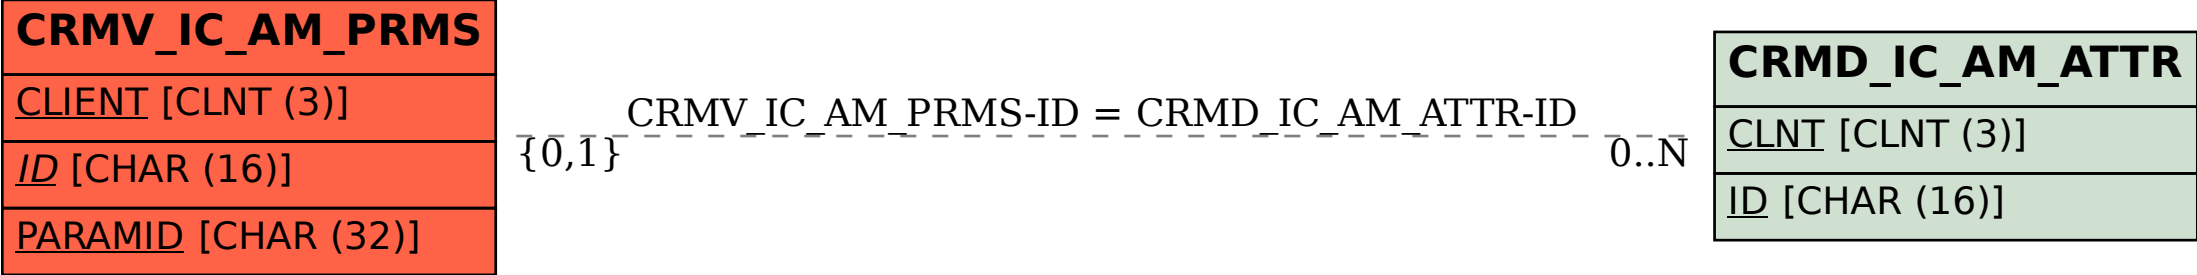 CRMV_IC_AM_PRMS
CLIENT [CLNT (3)]
ID [CHAR (16)]
PARAMID [CHAR (32)]
CRMV_IC_AM_PRMS-ID = CRMD_IC_AM_ATTR-ID
{0,1}
0..N
CRMD_IC_AM_ATTR
CLNT [CLNT (3)]
ID [CHAR (16)]